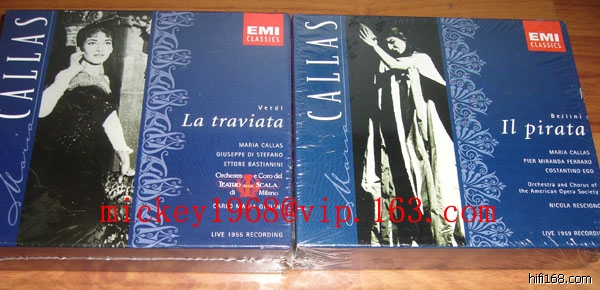 CALLAS
Maria
EMI
CLASSICS
Verdi
La traviata
MARIA CALLAS
GIUSEPPE DI STEFANO
ETTORE BASTIANINI
Orchestra e Coro del
TEATRO ALLA SCALA
di Milano
LIVE 1955 RECORDING
CALLAS
Maria
EMI
CLASSICS
Bellini
Il pirata
MARIA CALLAS
PIER MIRANDA FERRARO
COSTANTINO EGO
Orchestra and Chorus of
the American Opera Society
NICOLA RESCIGNO
LIVE 1959 RECORDING
mickey1968@vip.163.com
hifi168.com